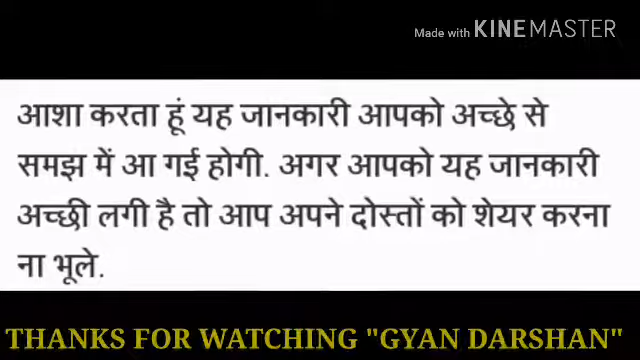 Made with KINEMASTER
आशा करता हूं यह जानकारी आपको अच्छे से
समझ में आ गई होगी. अगर आपको यह जानकारी
अच्छी लगी है तो आप अपने दोस्तों को शेयर करना
ना भूले.
THANKS FOR WATCHING "GYAN DARSHAN"